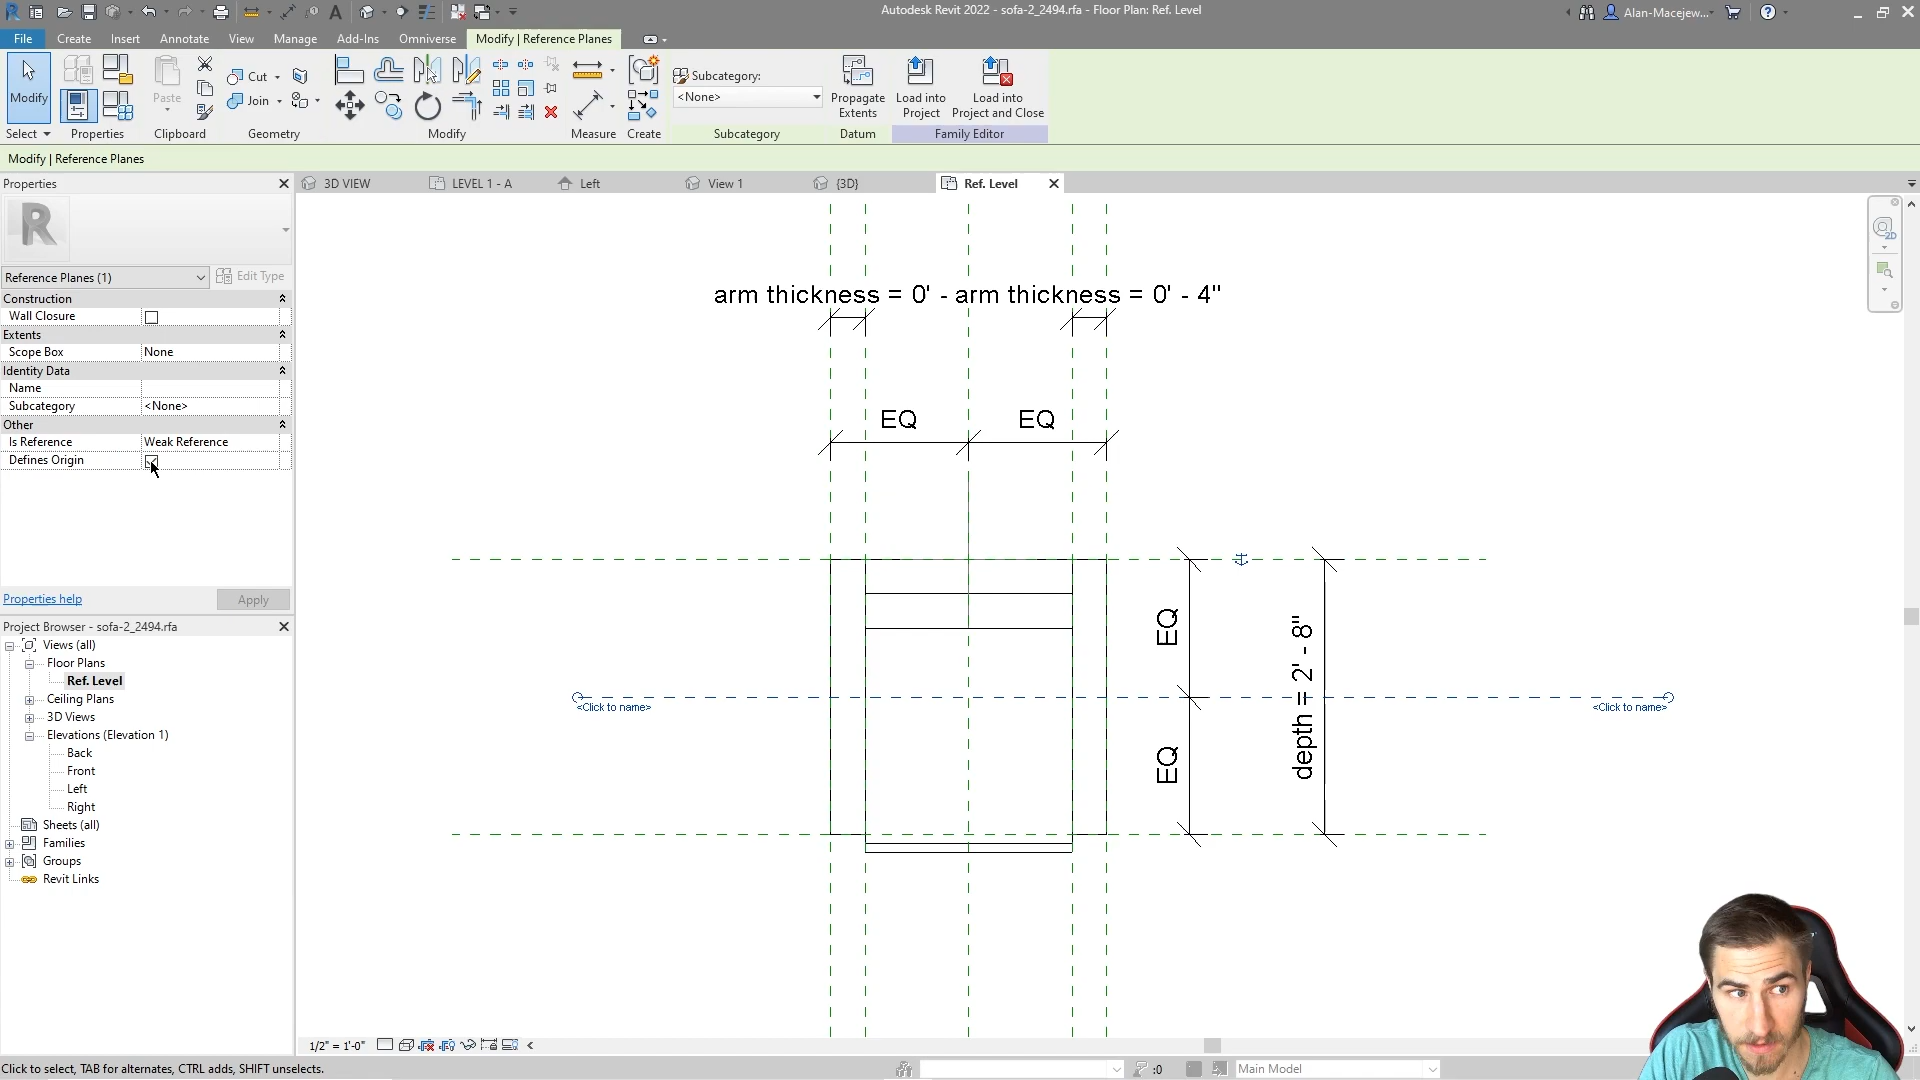 Autodesk Revit 2022 - sofa-2_2494.rfa - Floor Plan: Ref. Level
Alan-Macejew...
File Create Insert Annotate View Manage Add-Ins Omniverse Modify | Reference Planes
Modify
Paste
Cut
Join
Subcategory:
<None>
Propagate Extents
Load into Project
Load into Project and Close
Select Properties Clipboard Geometry Modify Measure Create Subcategory Datum Family Editor
Modify | Reference Planes
Properties
3D VIEW LEVEL 1 - A Left View 1 {3D} Ref. Level
R
2D
Reference Planes (1) Edit Type
Construction
Wall Closure
Extents
Scope Box None
Identity Data
Name
Subcategory <None>
Other
Is Reference Weak Reference
Defines Origin
Properties help Apply
arm thickness = 0' - arm thickness = 0' - 4"
EQ EQ
EQ
EQ
depth = 2' - 8"
<Click to name> <Click to name>
Project Browser - sofa-2_2494.rfa
Views (all)
Floor Plans
Ref. Level
Ceiling Plans
3D Views
Elevations (Elevation 1)
Back
Front
Left
Right
Sheets (all)
Families
Groups
Revit Links
1/2" = 1'-0"
Click to select, TAB for alternates, CTRL adds, SHIFT unselects.
:0
Main Model